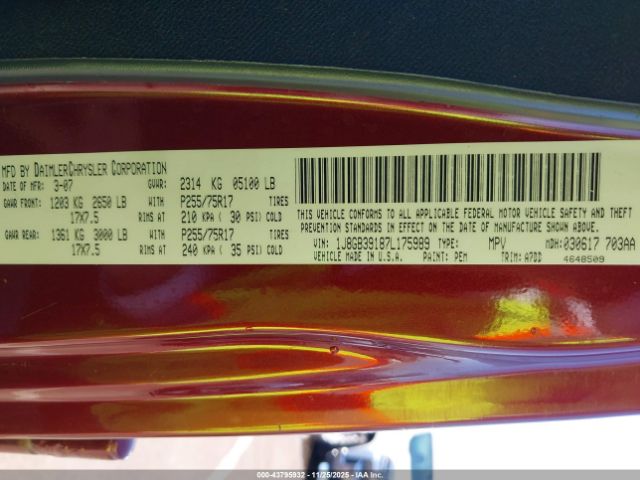 MFD BY DAIMLERCHRYSLER CORPORATION
DATE OF MFR 3-07 GVWR: 2314 KG 05100 LB
GAWR FRONT: 1203 KG 2650 LB WITH P255/75R17 TIRES
17X7.5 RIMS AT 210 KPA ( 30 PSI) COLD
GAWR REAR: 1361 KG 3000 LB WITH P255/75R17 TIRES
17X7.5 RIMS AT 240 KPA ( 35 PSI) COLD
THIS VEHICLE CONFORMS TO ALL APPLICABLE FEDERAL MOTOR VEHICLE SAFETY AND THEFT
PREVENTION STANDARDS IN EFFECT ON THE DATE OF MANUFACTURE SHOWN ABOVE.
VIN: 1J8GB39187L175989 TYPE: MPV MDH: 030617 703AA
VEHICLE MADE IN U.S.A. PAINT: PEM TRIM: APDD 4648509
000-43795932 - 11/25/2025 - IAA Inc.